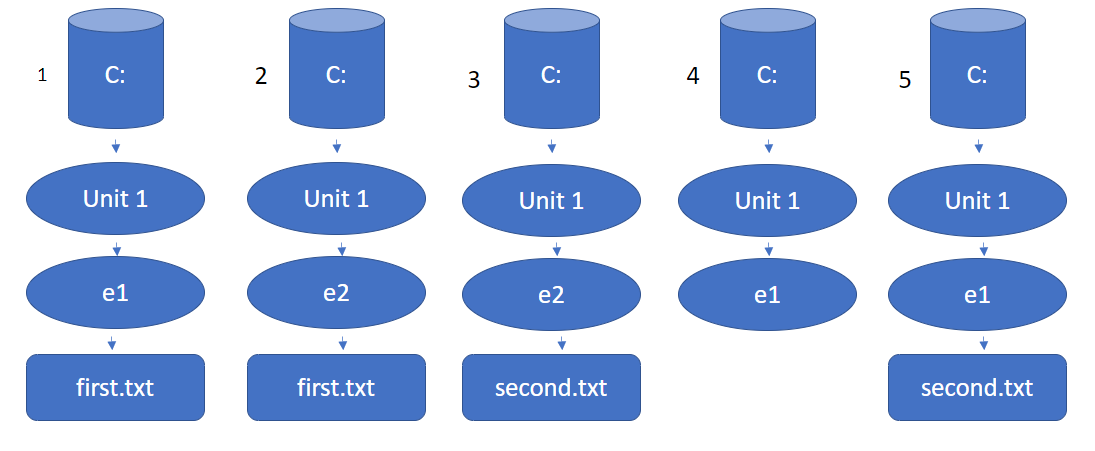 1
C:
Unit 1
e1
first.txt
2
C:
Unit 1
e2
first.txt
3
C:
Unit 1
e2
second.txt
4
C:
Unit 1
e1
5
C:
Unit 1
e1
second.txt